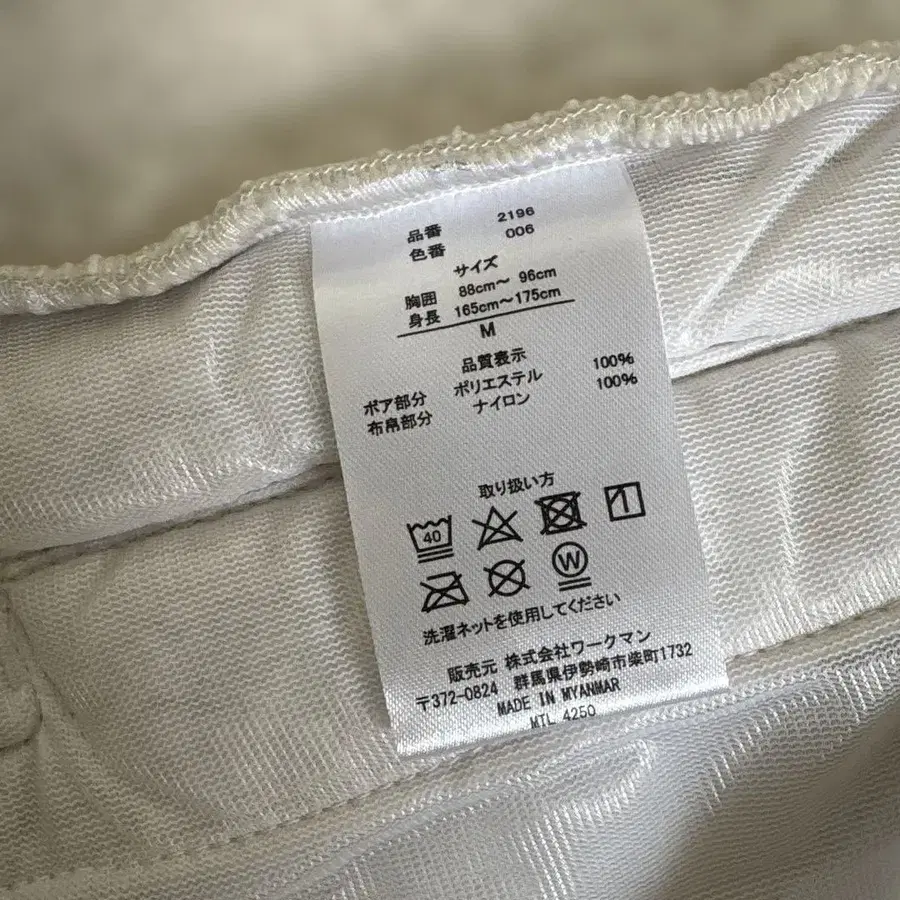 品番 2196
色番 006
サイズ
胸囲 88cm～ 96cm
身長 165cm～175cm
M
品質表示
ボア部分 ポリエステル 100%
布帛部分 ナイロン 100%
取り扱い方
40
W
洗濯ネットを使用してください
販売元 株式会社ワークマン
〒372-0824 群馬県伊勢崎市柴町1732
MADE IN MYANMAR
MTL 4250